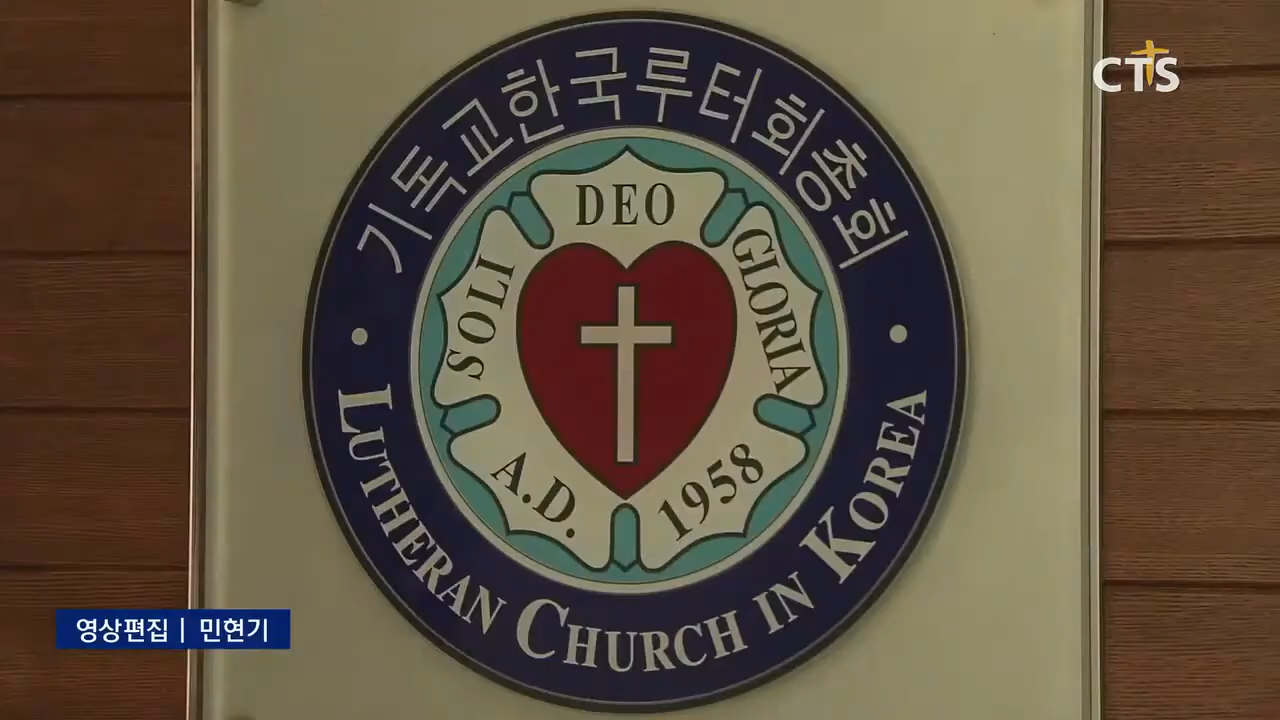 CTS
기독교한국루터회총회
SOLI DEO GLORIA
A.D. 1958
LUTHERAN CHURCH IN KOREA
영상편집 | 민현기